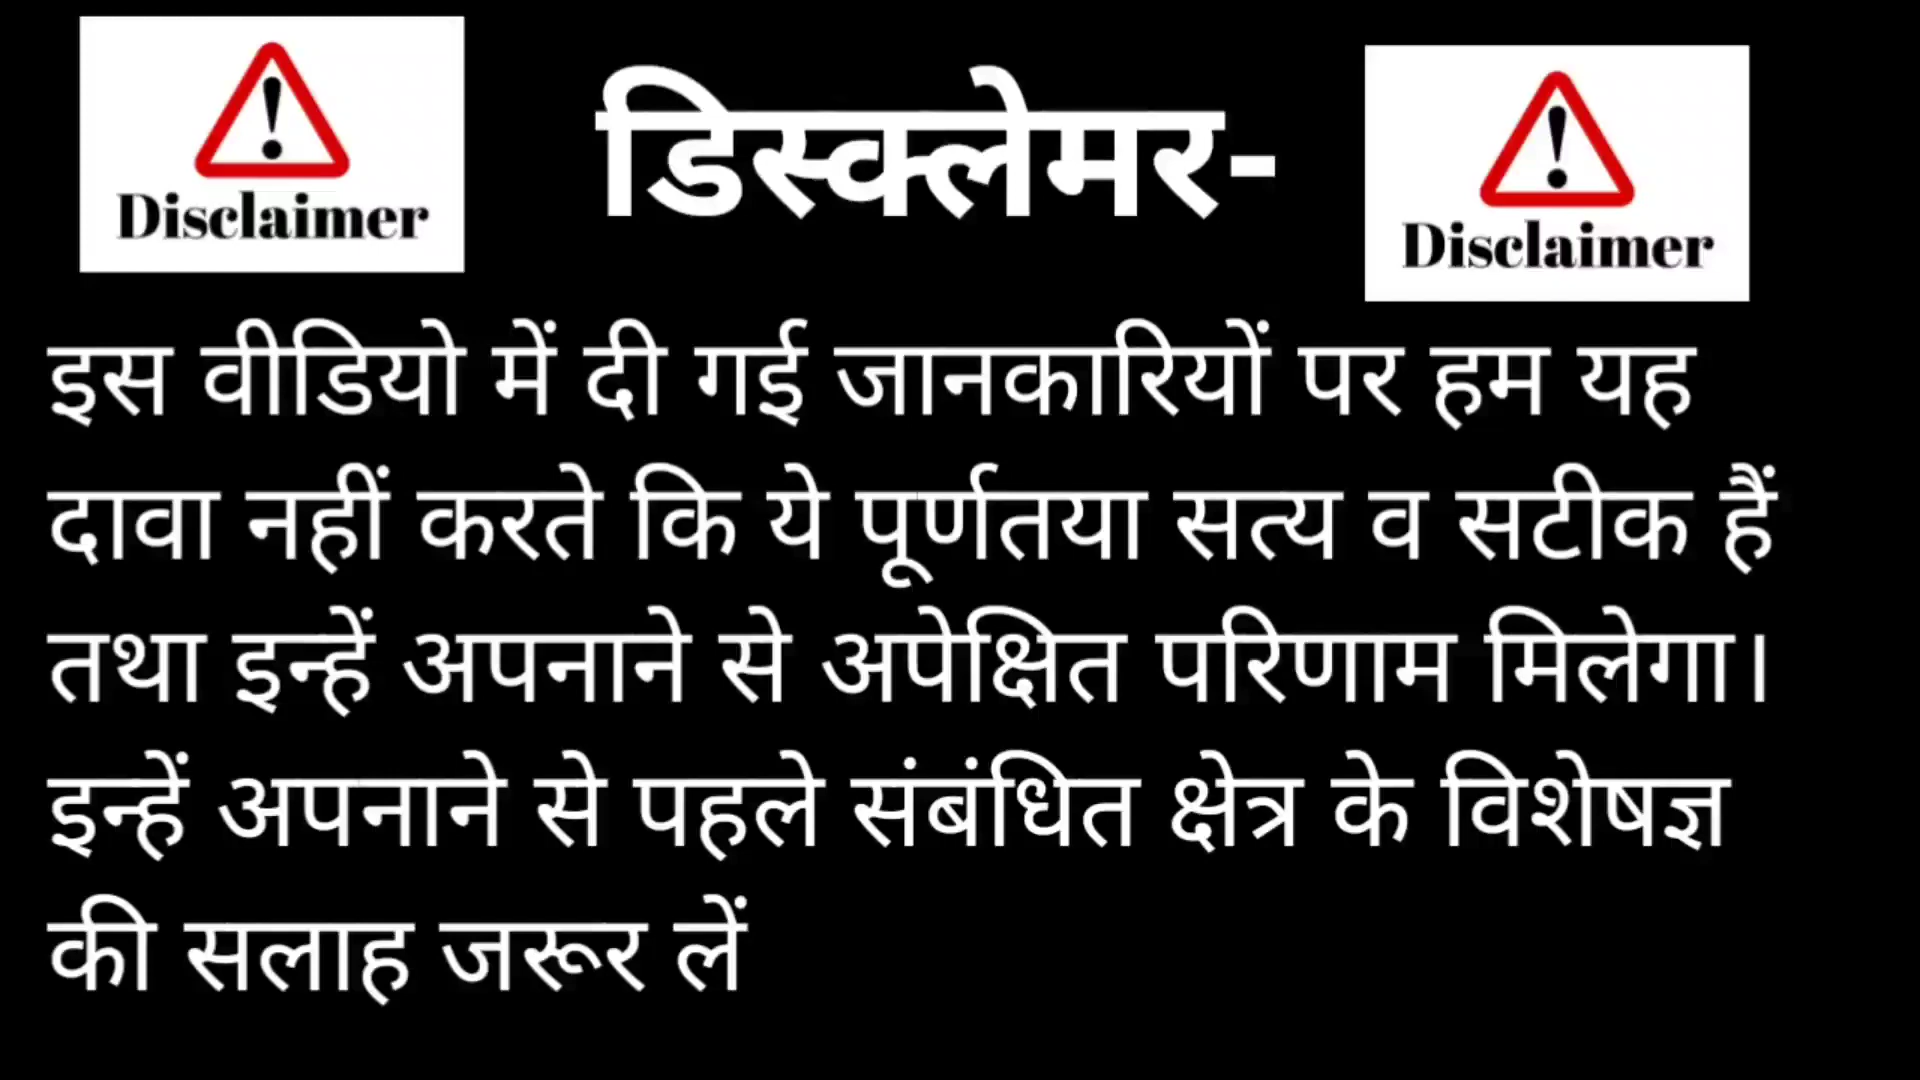 Disclaimer
डिस्क्लेमर-
Disclaimer
इस वीडियो में दी गई जानकारियों पर हम यह
दावा नहीं करते कि ये पूर्णतया सत्य व सटीक हैं
तथा इन्हें अपनाने से अपेक्षित परिणाम मिलेगा।
इन्हें अपनाने से पहले संबंधित क्षेत्र के विशेषज्ञ
की सलाह जरूर लें